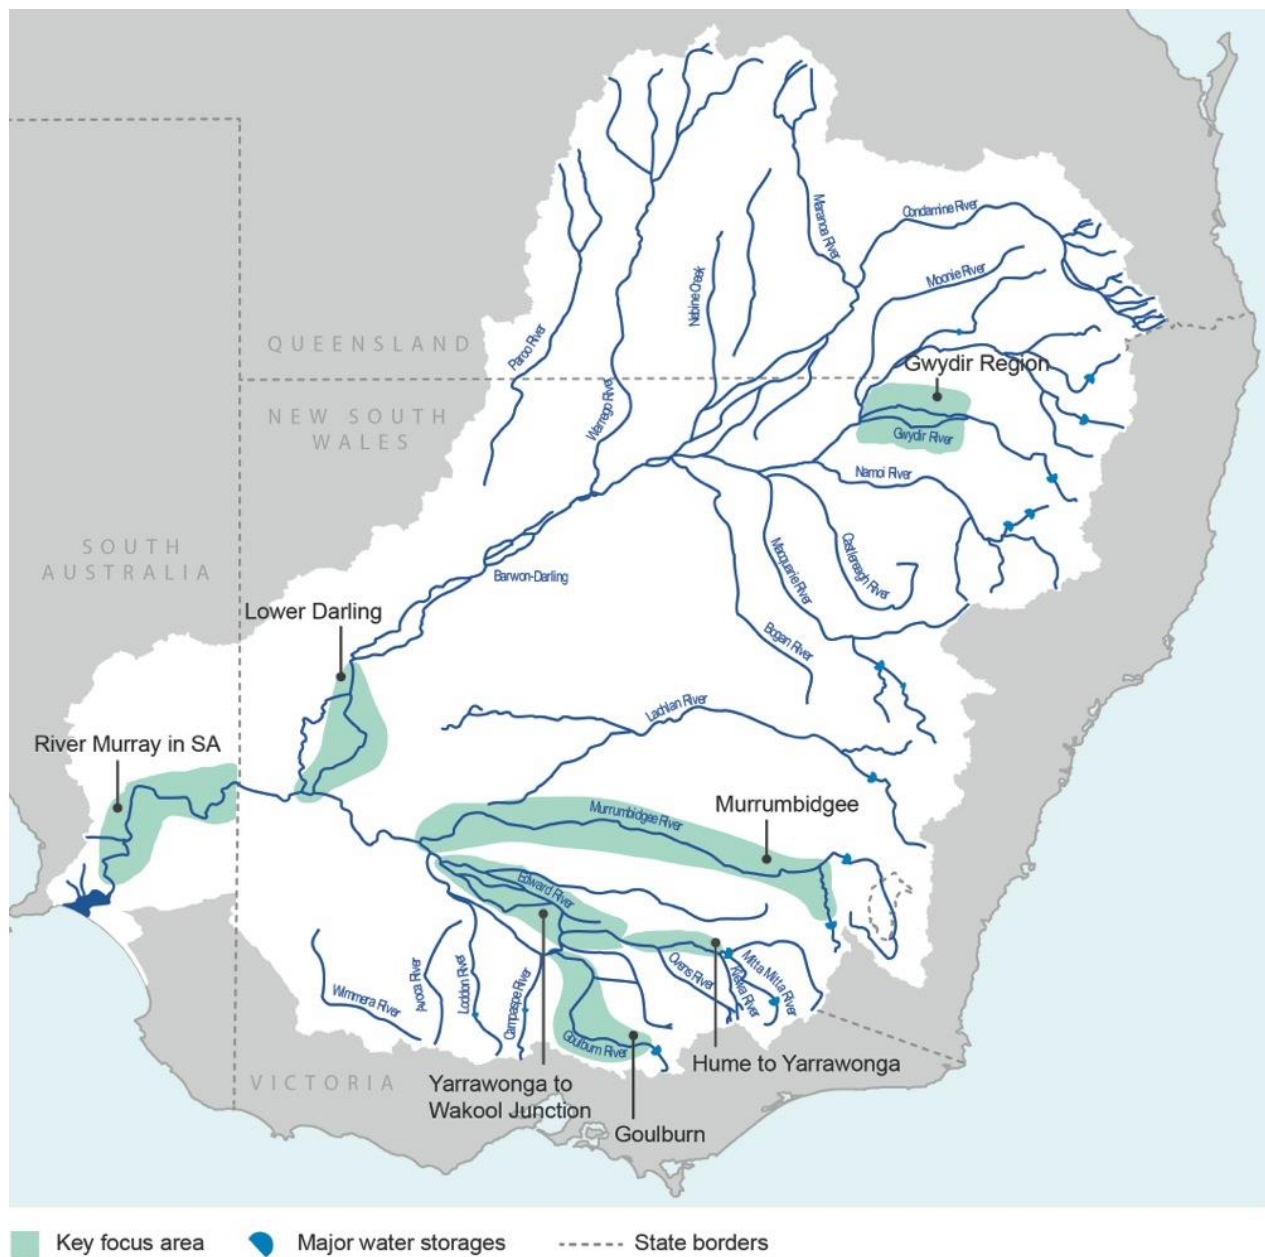 Maranoa River
Condamine River
Moonie River
Nebine Creek
QUEENSLAND
Paroo River
Gwydir Region
NEW SOUTH
WALES
Warrego River
Gwydir River
Namoi River
SOUTH
AUSTRALIA
Barwon-Darling
Macquarie River
Castlereagh River
Lower Darling
Bogan River
Lachlan River
River Murray in SA
Murrumbidgee
Murrumbidgee River
Edward River
Wimmera River
Avoca River
Loddon River
Campaspe River
Ovens River
Kiewa River
Mitta Mitta River
Goulburn River
Hume to Yarrawonga
VICTORIA
Yarrawonga to
Wakool Junction
Goulburn
Key focus area
Major water storages
State borders